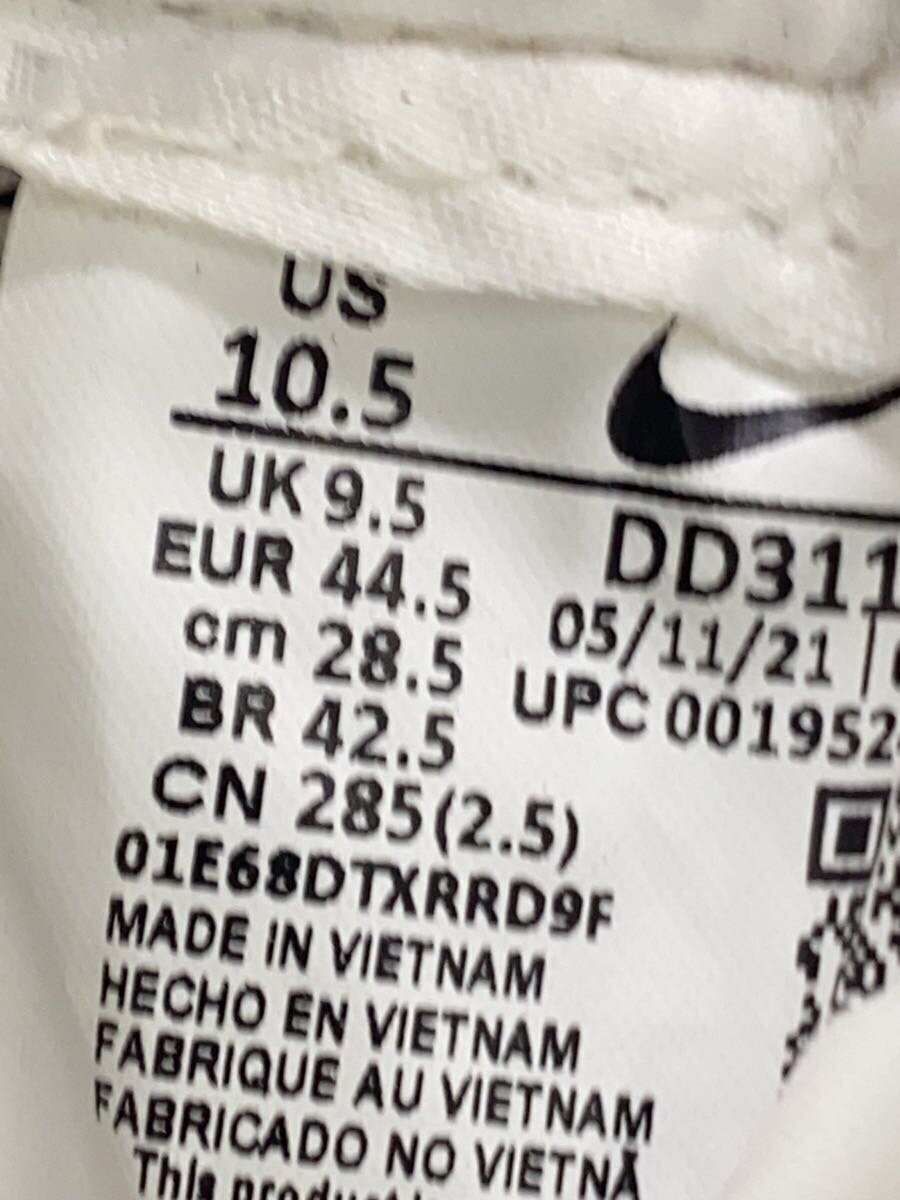 US
10.5
UK 9.5
EUR 44.5
cm 28.5
BR 42.5
CN 285(2.5)
01E68DTXRRD9F
MADE IN VIETNAM
HECHO EN VIETNAM
FABRIQUE AU VIETNAM
FABRICADO NO VIETNÃ
This
DD311
05/11/21
UPC 001952